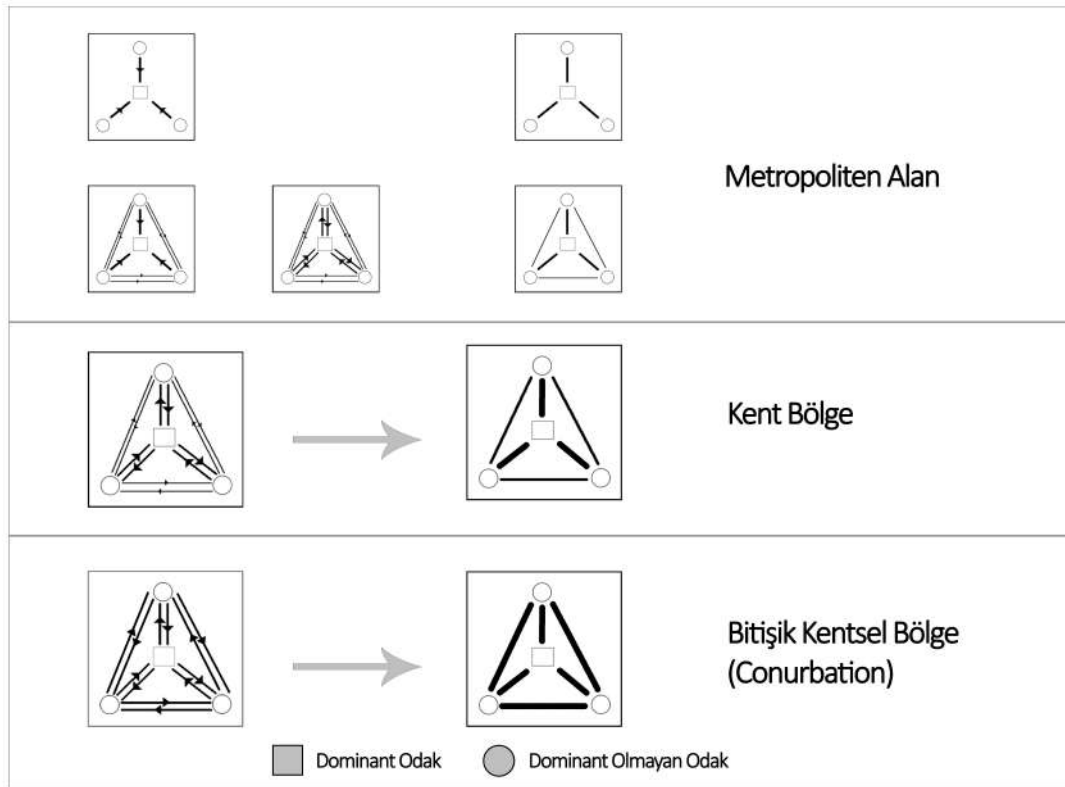 Metropoliten Alan
Kent Bölge
Bitişik Kentsel Bölge
(Conurbation)
Dominant Odak
Dominant Olmayan Odak